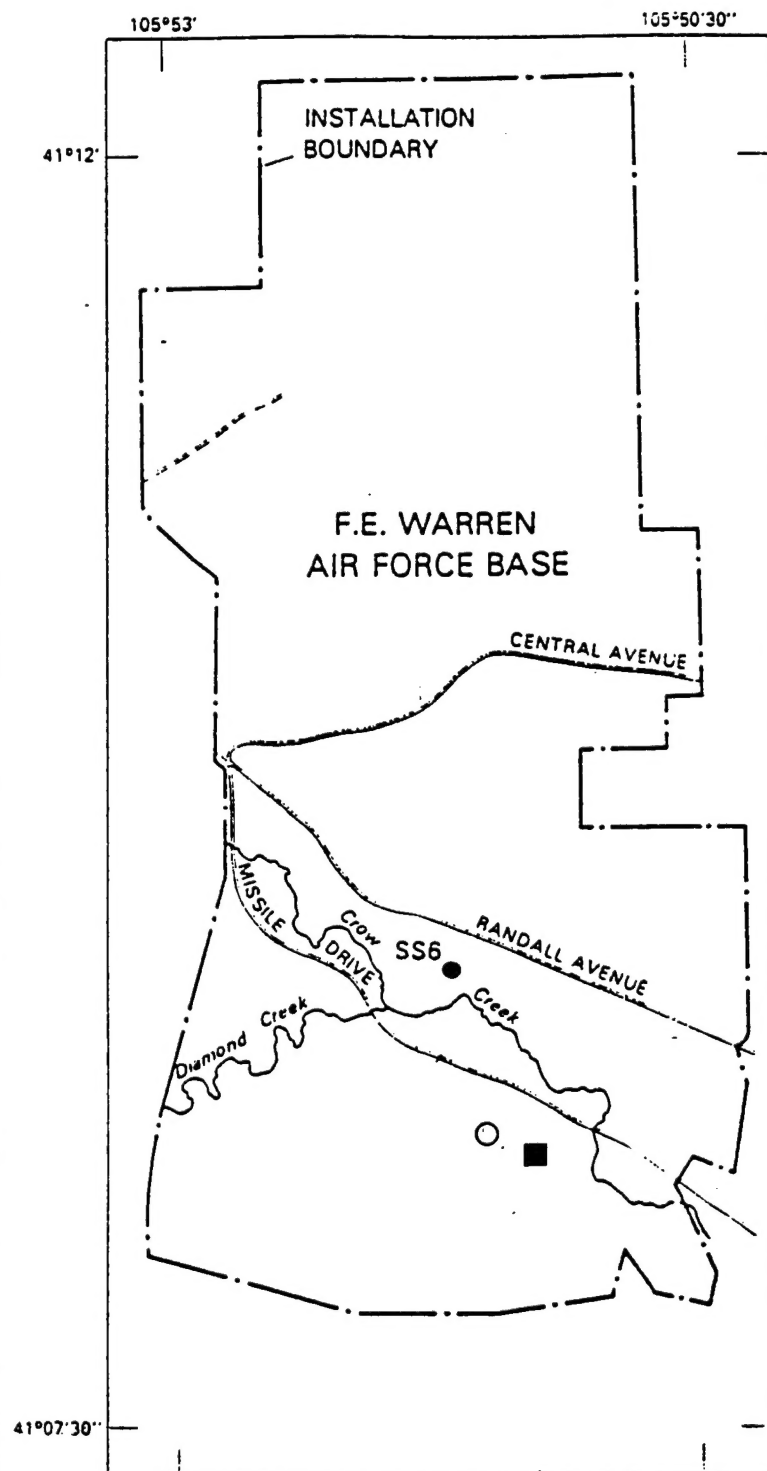 105°53'
105°50'30''
INSTALLATION
BOUNDARY
41°12'
F.E. WARREN
AIR FORCE BASE
CENTRAL AVENUE
MISSILE DRIVE
Crow Creek
SS6
RANDALL AVENUE
Diamond Creek
41°07'30''